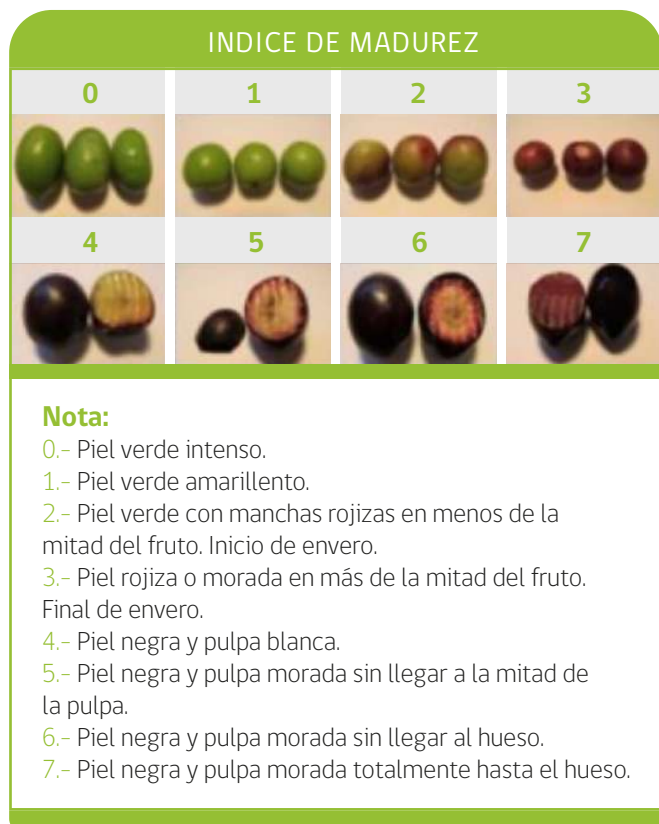 INDICE DE MADUREZ
0 1 2 3
4 5 6 7
Nota:
0.- Piel verde intenso.
1.- Piel verde amarillento.
2.- Piel verde con manchas rojizas en menos de la
mitad del fruto. Inicio de envero.
3.- Piel rojiza o morada en más de la mitad del fruto.
Final de envero.
4.- Piel negra y pulpa blanca.
5.- Piel negra y pulpa morada sin llegar a la mitad de
la pulpa.
6.- Piel negra y pulpa morada sin llegar al hueso.
7.- Piel negra y pulpa morada totalmente hasta el hueso.